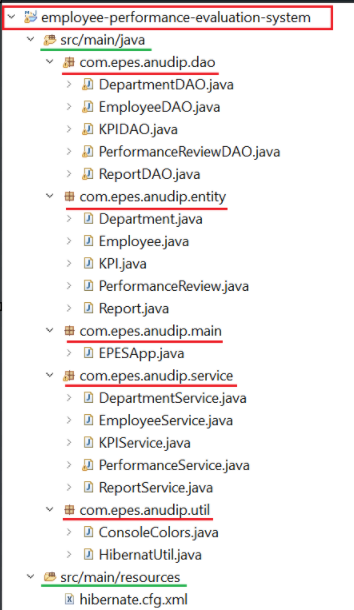 employee-performance-evaluation-system
src/main/java
com.epes.anudip.dao
DepartmentDAO.java
EmployeeDAO.java
KPIDAO.java
PerformanceReviewDAO.java
ReportDAO.java
com.epes.anudip.entity
Department.java
Employee.java
KPI.java
PerformanceReview.java
Report.java
com.epes.anudip.main
EPESApp.java
com.epes.anudip.service
DepartmentService.java
EmployeeService.java
KPIService.java
PerformanceService.java
ReportService.java
com.epes.anudip.util
ConsoleColors.java
HibernatUtil.java
src/main/resources
hibernate.cfg.xml